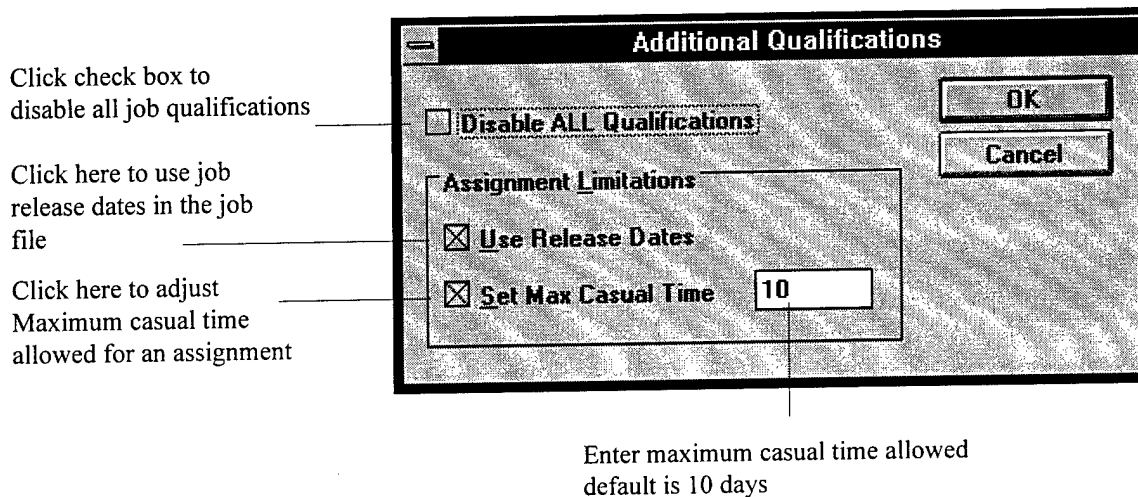 Additional Qualifications
Click check box to
disable all job qualifications
Disable ALL Qualifications
OK
Cancel
Click here to use job
release dates in the job
file
Assignment Limitations
Use Release Dates
Click here to adjust
Maximum casual time
allowed for an assignment
Set Max Casual Time
10
Enter maximum casual time allowed
default is 10 days